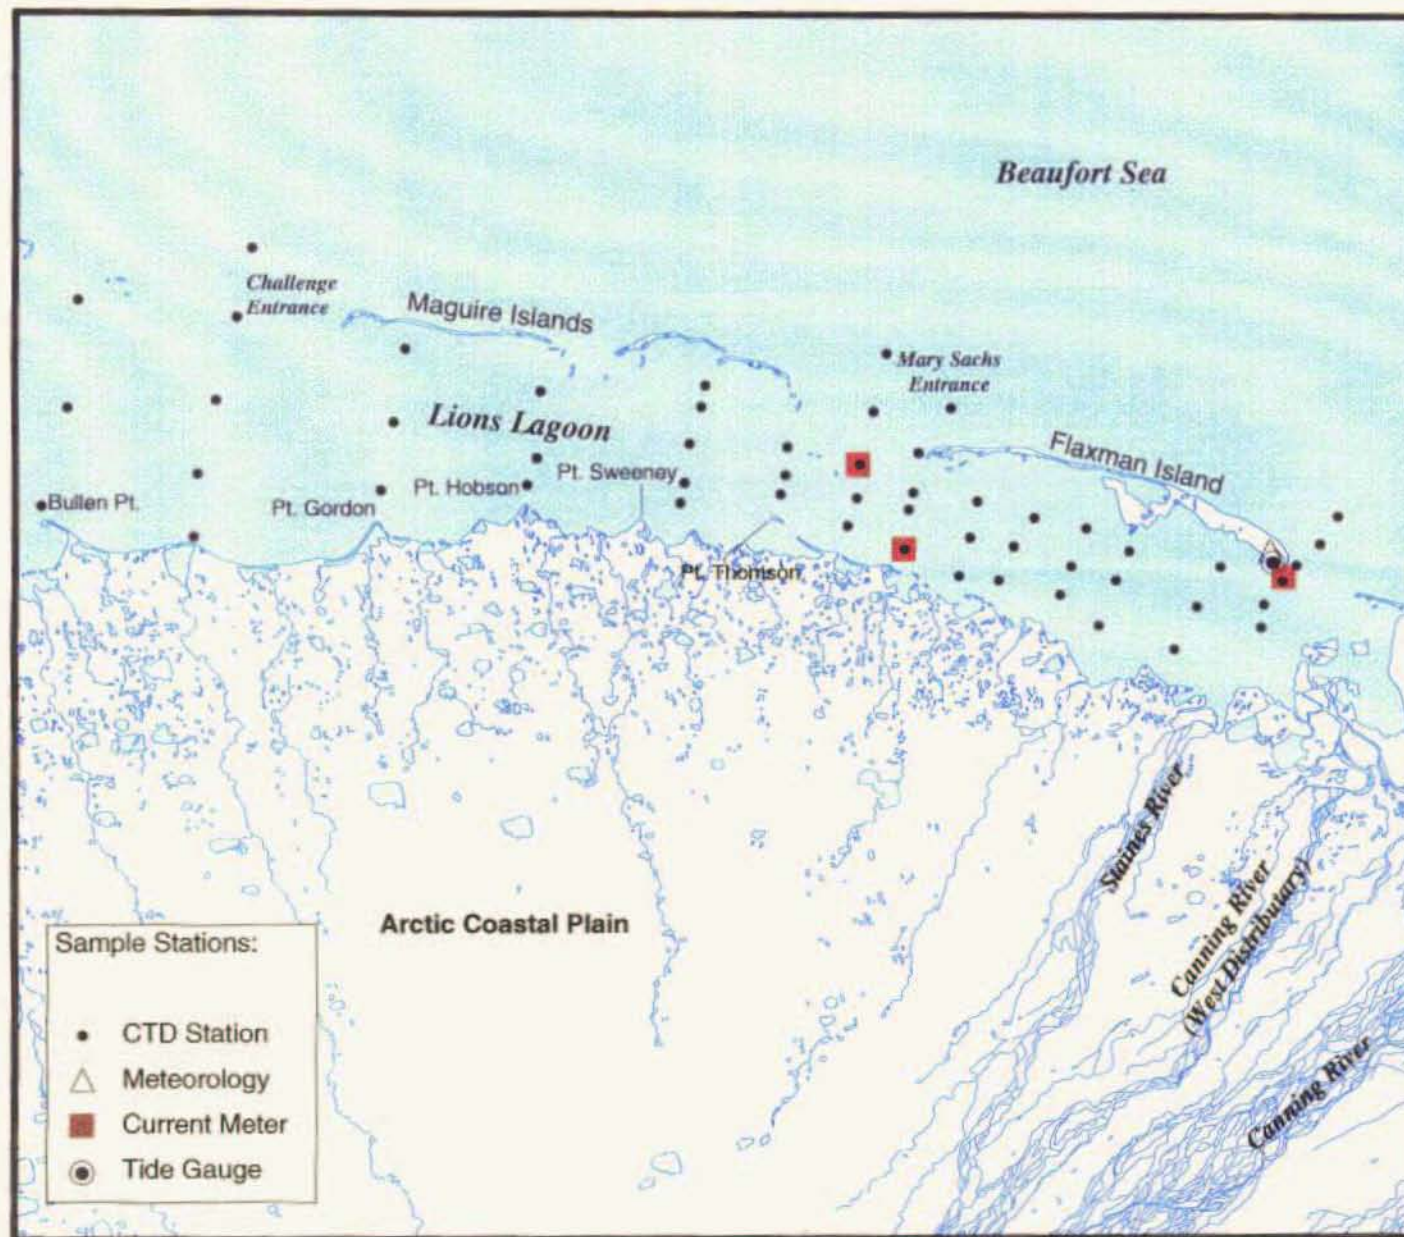 Beaufort Sea
Challenge
Entrance
Maguire Islands
Mary Sachs
Entrance
Lions Lagoon
Flaxman Island
Bullen Pt.
Pt. Gordon
Pt. Hobson
Pt. Sweeney
Pt. Thomson
Staines River
Canning River
(West Distributary)
Canning River
Arctic Coastal Plain
Sample Stations:
CTD Station
Meteorology
Current Meter
Tide Gauge